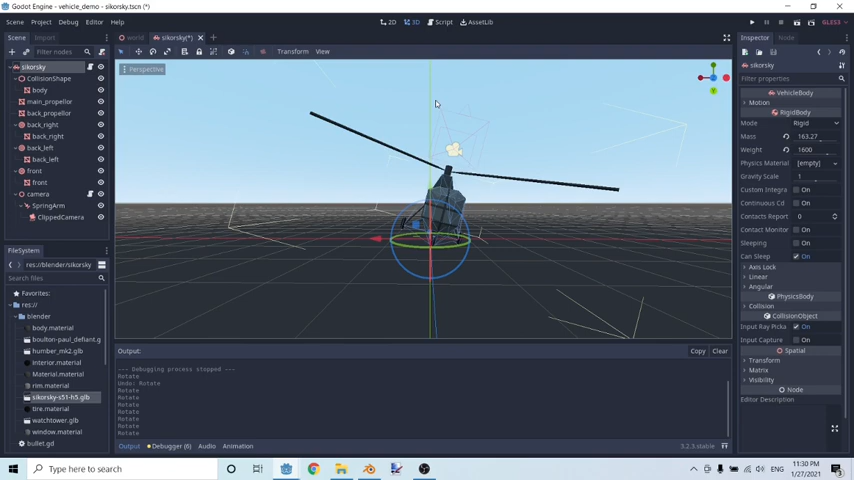 Godot Engine - vehicle_demo - sikorsky.tscn (*)
Scene Project Debug Editor Help
2D 3D Script AssetLib
GLES3
Scene Import
world sikorsky(*)
Inspector Node
Filter nodes
Transform View
sikorsky
CollisionShape
body
main_propellor
back_propellor
back_right
back_right
back_left
back_left
front
front
camera
SpringArm
ClippedCamera
Perspective
Y
FileSystem
res://blender/sikorsky
Search files
Favorites:
res://
blender
body.material
boulton-paul_defiant.g
humber_mk2.glb
Interior.material
Material.material
rim.material
sikorsky-s51-h5.glb
tire.material
watchtower.glb
window.material
bullet.gd
Output:
Copy Clear
--- Debugging process stopped ---
Rotate
Undo: Rotate
Rotate
Rotate
Rotate
Rotate
Rotate
Rotate
Rotate
Output Debugger (6) Audio Animation
3.2.3.stable
sikorsky
Filter properties
VehicleBody
Motion
RigidBody
Mode Rigid
Mass 163.27
Weight 1600
Physics Material [empty]
Gravity Scale 1
Custom Integra On
Continuous Cd On
Contacts Report 0
Contact Monitor On
Sleeping On
Can Sleep On
Axis Lock
Linear
Angular
PhysicsBody
Collision
CollisionObject
Input Ray Picka On
Input Capture On
Spatial
Transform
Matrix
Visibility
Node
Editor Description
Type here to search
ENG
11:30 PM
1/27/2021
3